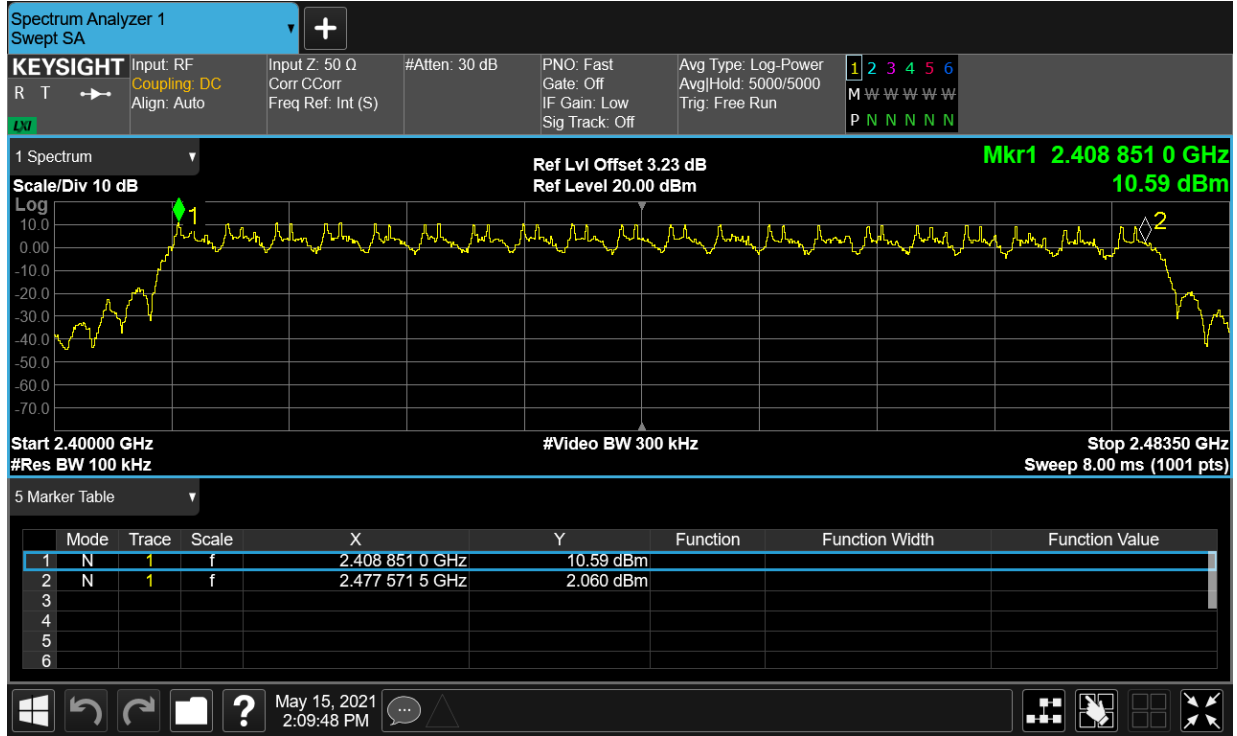 Spectrum Analyzer 1
Swept SA
KEYSIGHT
R T
LXI
Input: RF
Coupling: DC
Align: Auto
Input Z: 50 Ω
Corr CCorr
Freq Ref: Int (S)
#Atten: 30 dB
PNO: Fast
Gate: Off
IF Gain: Low
Sig Track: Off
Avg Type: Log-Power
Avg|Hold: 5000/5000
Trig: Free Run
1 2 3 4 5 6
M W W W W W
P N N N N N
1 Spectrum
Scale/Div 10 dB
Ref Lvl Offset 3.23 dB
Ref Level 20.00 dBm
Mkr1 2.408 851 0 GHz
10.59 dBm
Log
1
2
10.0
0.00
-10.0
-20.0
-30.0
-40.0
-50.0
-60.0
-70.0
Start 2.40000 GHz
#Video BW 300 kHz
Stop 2.48350 GHz
#Res BW 100 kHz
Sweep 8.00 ms (1001 pts)
5 Marker Table
Mode Trace Scale X Y Function Function Width Function Value
1 N 1 f 2.408 851 0 GHz 10.59 dBm
2 N 1 f 2.477 571 5 GHz 2.060 dBm
3
4
5
6
?
May 15, 2021
2:09:48 PM